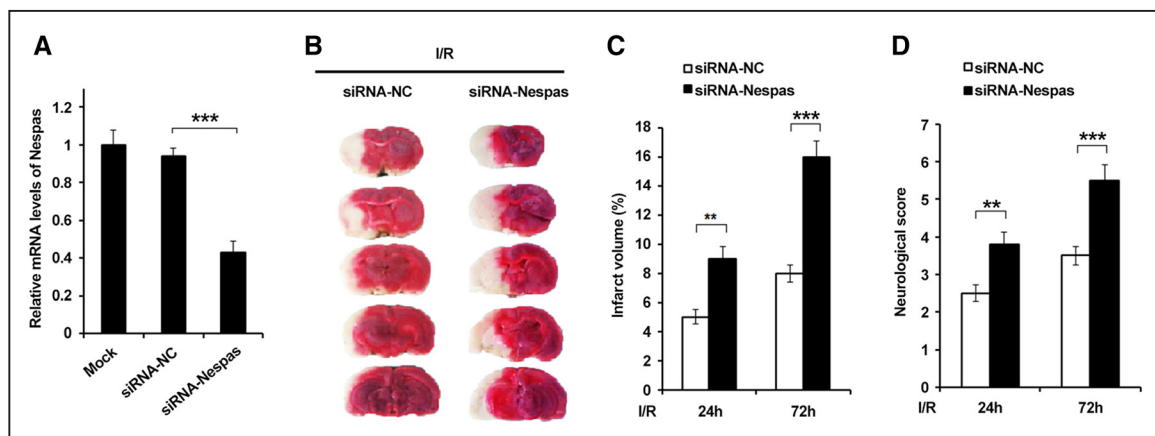 A
Relative mRNA levels of Nespas
1.2
1
0.8
0.6
0.4
0.2
0
***
Mock
siRNA-NC
siRNA-Nespas
B
I/R
siRNA-NC
siRNA-Nespas
C
siRNA-NC
siRNA-Nespas
Infarct volume (%)
18
16
14
12
10
8
6
4
2
0
**
***
I/R
24h
72h
D
siRNA-NC
siRNA-Nespas
Neurological score
7
6
5
4
3
2
1
0
**
***
I/R
24h
72h